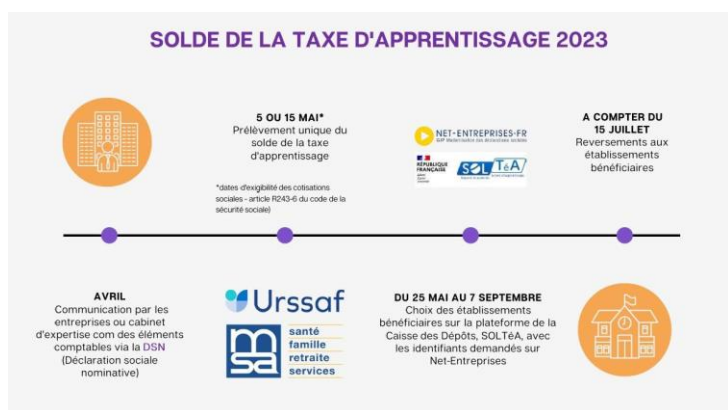 SOLDE DE LA TAXE D'APPRENTISSAGE 2023
5 OU 15 MAI*
Prélèvement unique du
solde de la taxe
d'apprentissage
*dates d'exigibilité des cotisations
sociales - article R243-6 du code de la
sécurité sociale)
NET-ENTREPRISES-FR
RÉPUBLIQUE
FRANÇAISE
SOLTéA
A COMPTER DU
15 JUILLET
Reversements aux
établissements
bénéficiaires
AVRIL
Communication par les
entreprises ou cabinet
d'expertise com des éléments
comptables via la DSN
(Déclaration sociale
nominative)
Urssaf
msa
santé
famille
retraite
services
DU 25 MAI AU 7 SEPTEMBRE
Choix des établissements
bénéficiaires sur la plateforme de la
Caisse des Dépôts, SOLTéA, avec
les identifiants demandés sur
Net-Entreprises